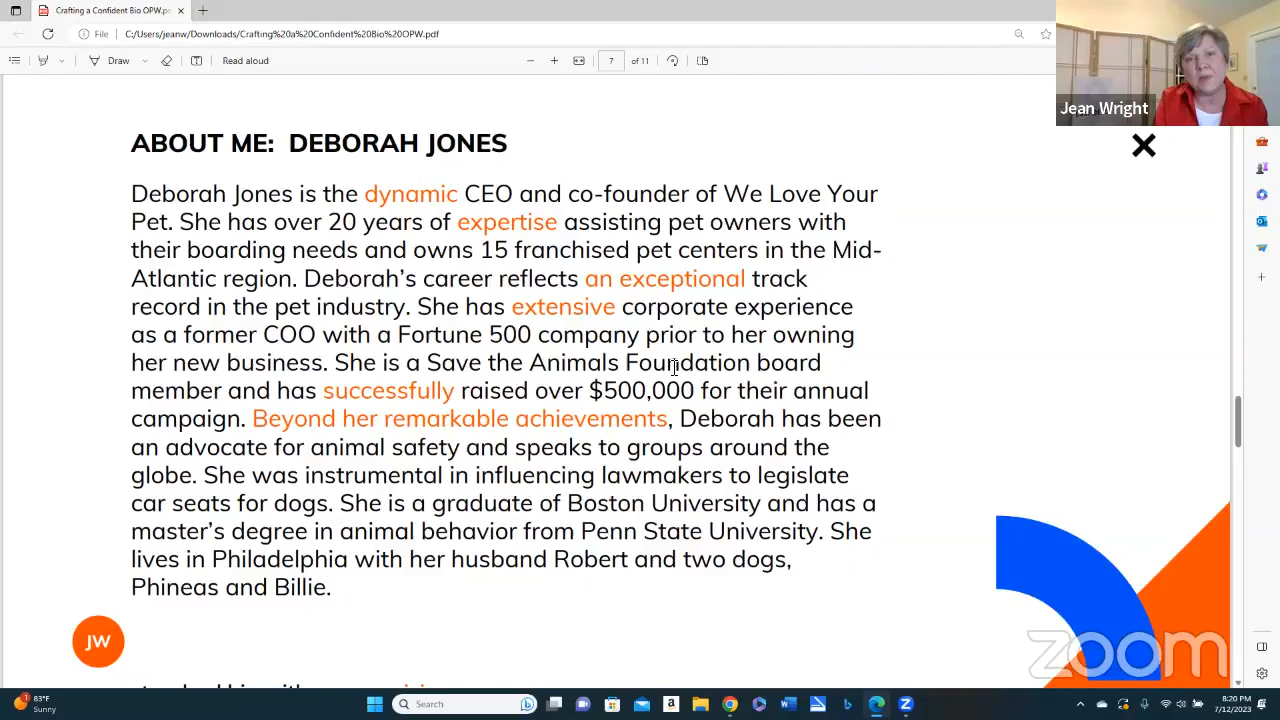 Crafting a Confident Bio OPW.p
File
C:/Users/jeanw/Downloads/Crafting%20a%20Confident%20Bio%20OPW.pdf
Draw
Read aloud
7
of 11
Jean Wright
ABOUT ME: DEBORAH JONES
Deborah Jones is the dynamic CEO and co-founder of We Love Your
Pet. She has over 20 years of expertise assisting pet owners with
their boarding needs and owns 15 franchised pet centers in the Mid-
Atlantic region. Deborah’s career reflects an exceptional track
record in the pet industry. She has extensive corporate experience
as a former COO with a Fortune 500 company prior to her owning
her new business. She is a Save the Animals Foundation board
member and has successfully raised over $500,000 for their annual
campaign. Beyond her remarkable achievements, Deborah has been
an advocate for animal safety and speaks to groups around the
globe. She was instrumental in influencing lawmakers to legislate
car seats for dogs. She is a graduate of Boston University and has a
master’s degree in animal behavior from Penn State University. She
lives in Philadelphia with her husband Robert and two dogs,
Phineas and Billie.
JW
zoom
1
83°F
Sunny
Search
8:20 PM
7/12/2023